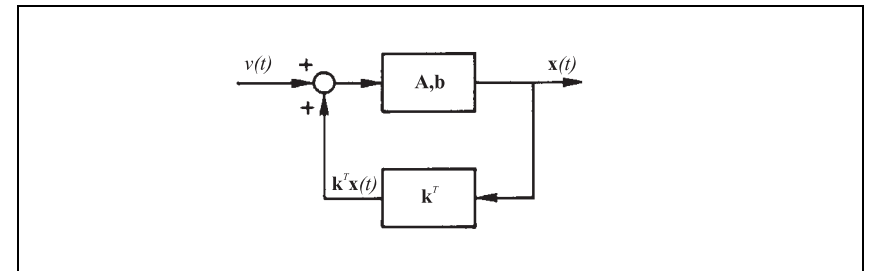 v(t)
+
A,b
x(t)
+
k^T x(t)
k^T